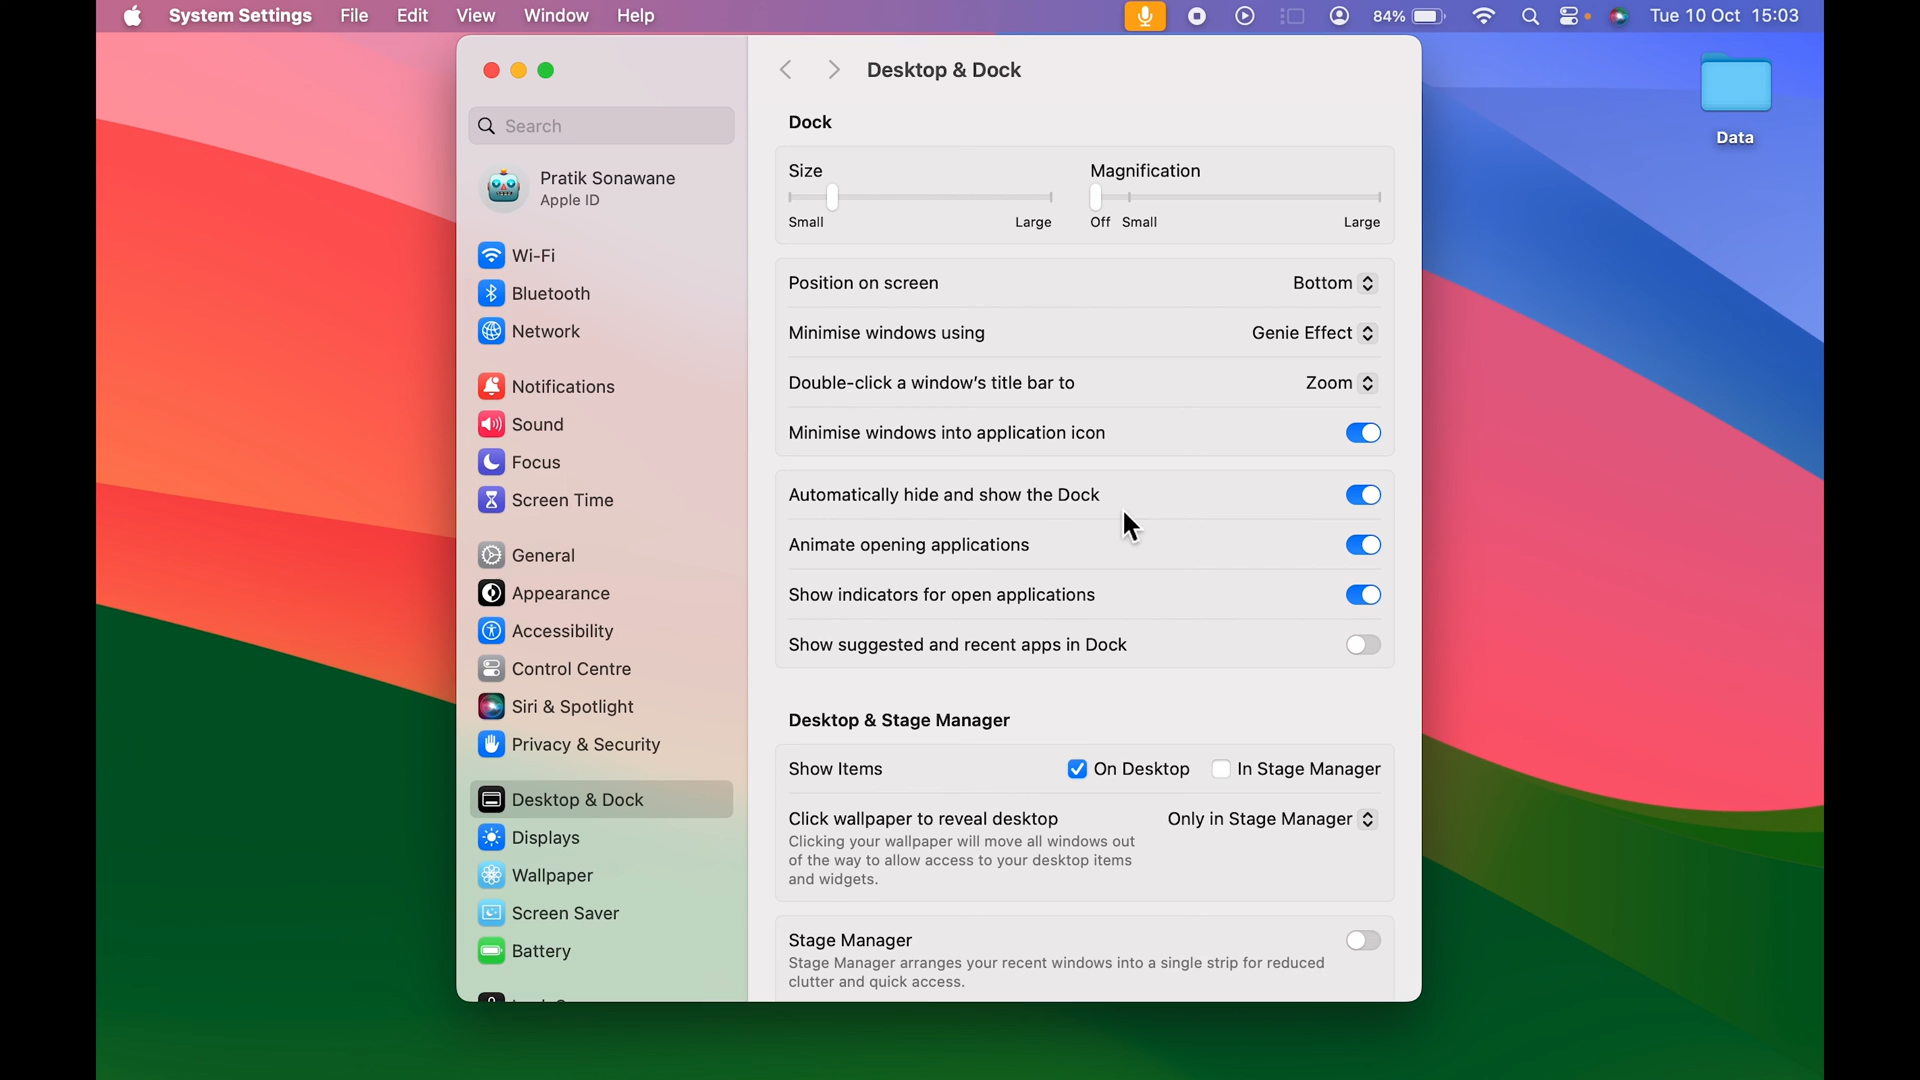 System Settings File Edit View Window Help 84% Tue 10 Oct 15:03
Data
Search
Pratik Sonawane
Apple ID
Wi-Fi
Bluetooth
Network
Notifications
Sound
Focus
Screen Time
General
Appearance
Accessibility
Control Centre
Siri & Spotlight
Privacy & Security
Desktop & Dock
Displays
Wallpaper
Screen Saver
Battery
Desktop & Dock
Dock
Size
Small Large
Magnification
Off Small Large
Position on screen Bottom
Minimise windows using Genie Effect
Double-click a window's title bar to Zoom
Minimise windows into application icon
Automatically hide and show the Dock
Animate opening applications
Show indicators for open applications
Show suggested and recent apps in Dock
Desktop & Stage Manager
Show Items On Desktop In Stage Manager
Click wallpaper to reveal desktop Only in Stage Manager
Clicking your wallpaper will move all windows out
of the way to allow access to your desktop items
and widgets.
Stage Manager
Stage Manager arranges your recent windows into a single strip for reduced
clutter and quick access.